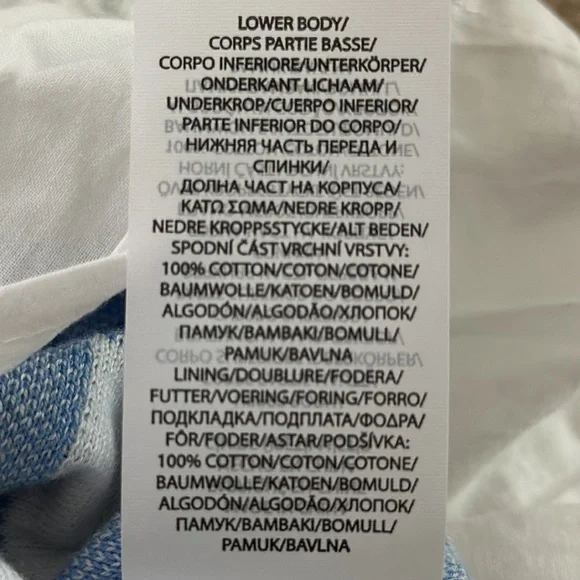 LOWER BODY/
CORPS PARTIE BASSE/
CORPO INFERIORE/UNTERKÖRPER/
ONDERKANT LICHAAM/
UNDERKROP/CUERPO INFERIOR/
PARTE INFERIOR DO CORPO/
НИЖНЯЯ ЧАСТЬ ПЕРЕДА И
СПИНКИ/
ДОЛНА ЧАСТ НА КОРПУСА/
ΚΑΤΩ ΣΩΜΑ/NEDRE KROPP/
NEDRE KROPPSSTYCKE/ALT BEDEN/
SPODNÍ ČÁST VRCHNÍ VRSTVY:
100% COTTON/COTON/COTONE/
BAUMWOLLE/KATOEN/BOMULD/
ALGODÓN/ALGODÃO/ХЛОПОК/
ПАМУК/ΒΑΜΒΑΚΙ/BOMULL/
PAMUK/BAVLNA
LINING/DOUBLURE/FODERA/
FUTTER/VOERING/FORING/FORRO/
ПОДКЛАДКА/ПОДПЛАТА/ΦΟΔΡΑ/
FÔR/FODER/ASTAR/PODŠÍVKA:
100% COTTON/COTON/COTONE/
BAUMWOLLE/KATOEN/BOMULD/
ALGODÓN/ALGODÃO/ХЛОПОК/
ПАМУК/ΒΑΜΒΑΚΙ/BOMULL/
PAMUK/BAVLNA